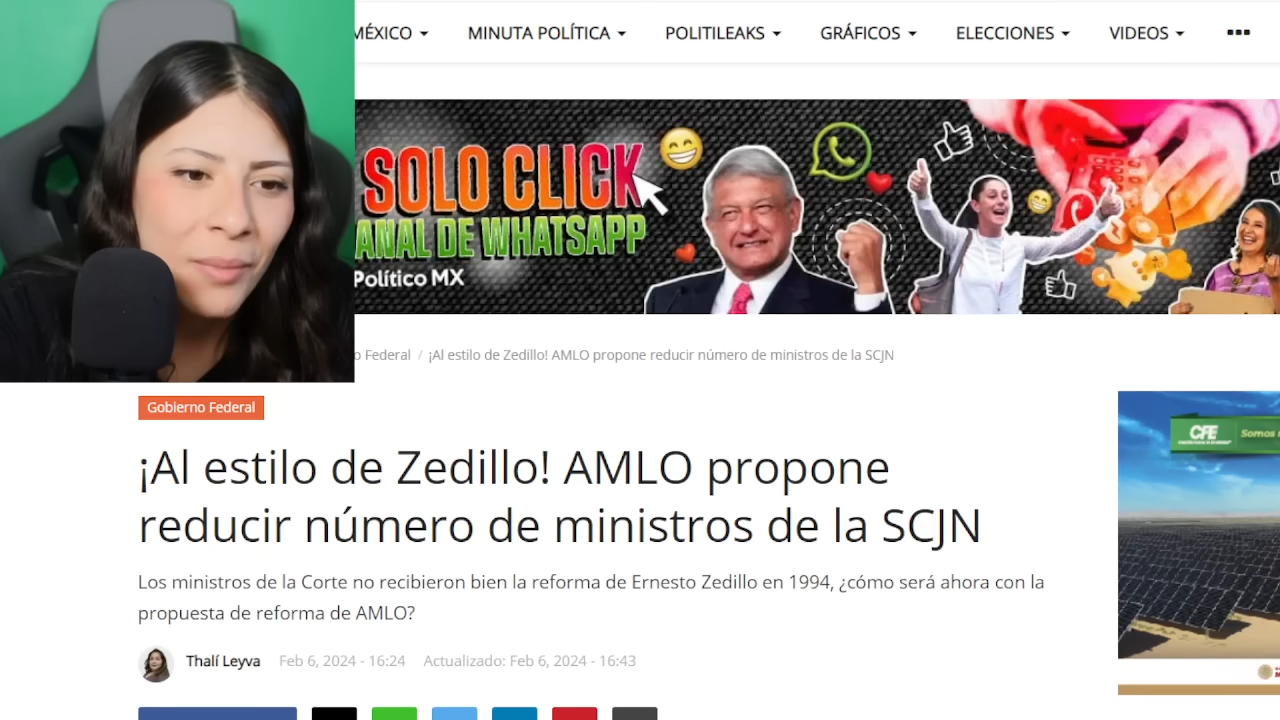 MÉXICO
MINUTA POLÍTICA
POLITILEAKS
GRÁFICOS
ELECCIONES
VIDEOS
SOLO CLICK
ANAL DE WHATSAPP
Político MX
o Federal / ¡Al estilo de Zedillo! AMLO propone reducir número de ministros de la SCJN
Gobierno Federal
¡Al estilo de Zedillo! AMLO propone
reducir número de ministros de la SCJN
Los ministros de la Corte no recibieron bien la reforma de Ernesto Zedillo en 1994, ¿cómo será ahora con la
propuesta de reforma de AMLO?
Thalí Leyva Feb 6, 2024 - 16:24 Actualizado: Feb 6, 2024 - 16:43
CFE
Somos